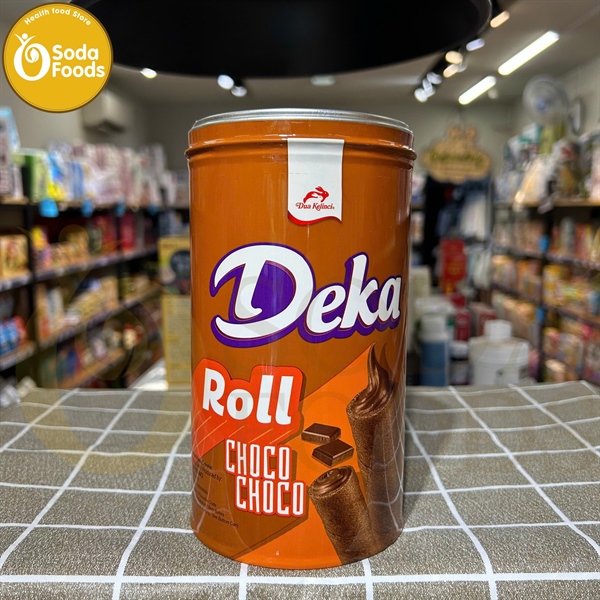 Health food Store
Soda
Foods
Dua Kelinci
Deka
Roll
CHOCO
CHOCO